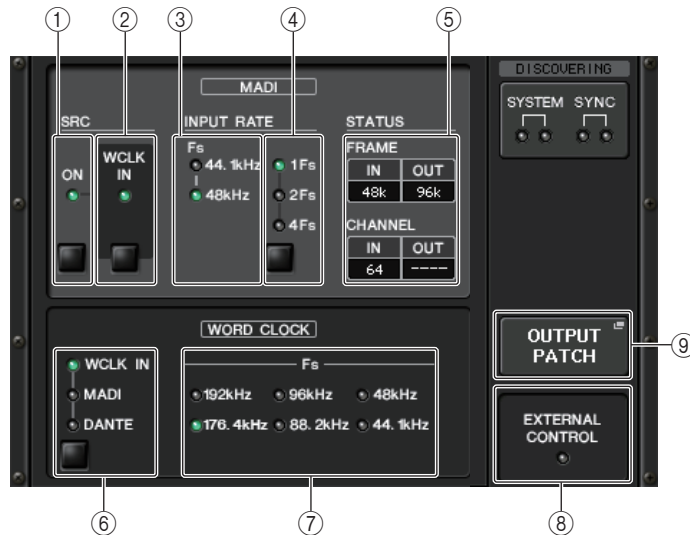 ① ② ③ ④ ⑤
DISCOVERING
MADI
SYSTEM SYNC
SRC
INPUT RATE
STATUS
ON
WCLK
IN
Fs
44.1kHz
48kHz
1Fs
2Fs
4Fs
FRAME
IN OUT
48k 96k
CHANNEL
IN OUT
64 ----
WORD CLOCK
WCLK IN
MADI
DANTE
Fs
192kHz 96kHz 48kHz
176.4kHz 88.2kHz 44.1kHz
OUTPUT
PATCH
⑨
EXTERNAL
CONTROL
⑥ ⑦ ⑧